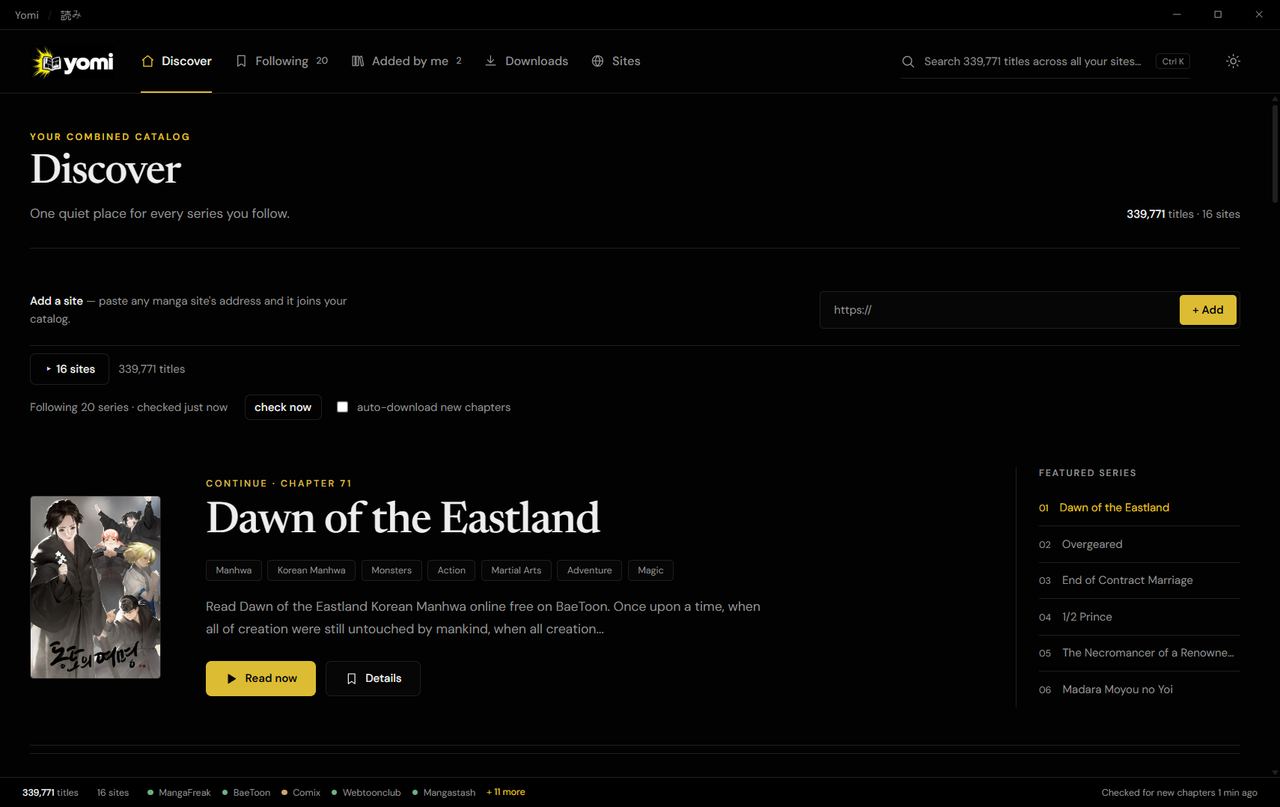 Yomi / 読み
yomi
Discover
Following 20
Added by me 2
Downloads
Sites
Search 339,771 titles across all your sites...
Ctrl K
YOUR COMBINED CATALOG
Discover
One quiet place for every series you follow.
339,771 titles · 16 sites
Add a site — paste any manga site's address and it joins your
catalog.
https://
+ Add
16 sites
339,771 titles
Following 20 series · checked just now
check now
auto-download new chapters
CONTINUE · CHAPTER 71
Dawn of the Eastland
Manhwa
Korean Manhwa
Monsters
Action
Martial Arts
Adventure
Magic
Read Dawn of the Eastland Korean Manhwa online free on BaeToon. Once upon a time, when
all of creation were still untouched by mankind, when all creation...
Read now
Details
동토의 여명
FEATURED SERIES
01 Dawn of the Eastland
02 Overgeared
03 End of Contract Marriage
04 1/2 Prince
05 The Necromancer of a Renowne...
06 Madara Moyou no Yoi
339,771 titles
16 sites
MangaFreak
BaeToon
Comix
Webtoonclub
Mangastash
+ 11 more
Checked for new chapters 1 min ago